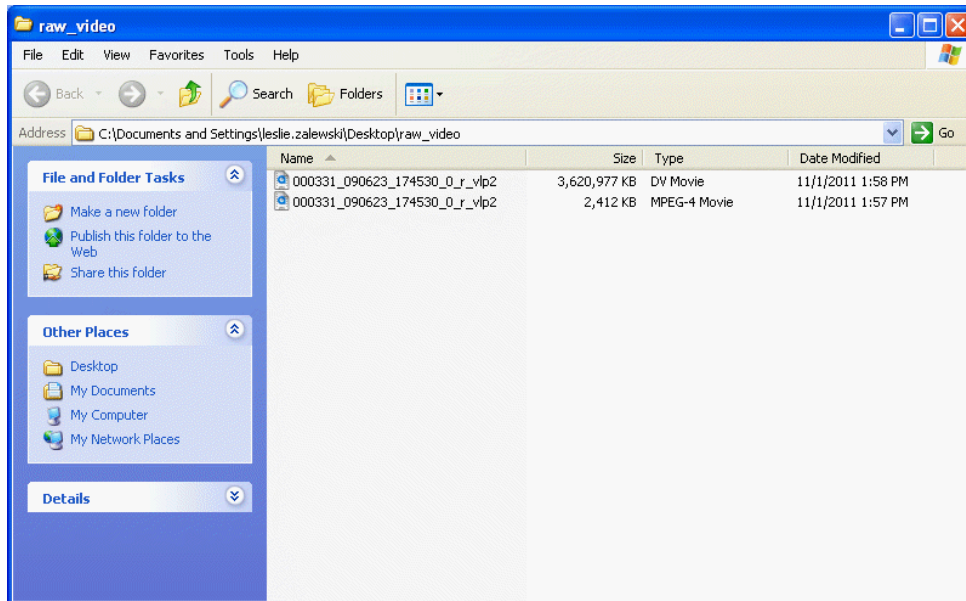 raw_video
File Edit View Favorites Tools Help
Back Search Folders
Address C:\Documents and Settings\leslie.zalewski\Desktop\raw_video Go
File and Folder Tasks
Make a new folder
Publish this folder to the
Web
Share this folder
Other Places
Desktop
My Documents
My Computer
My Network Places
Details
Name Size Type Date Modified
000331_090623_174530_0_r_vlp2 3,620,977 KB DV Movie 11/1/2011 1:58 PM
000331_090623_174530_0_r_vlp2 2,412 KB MPEG-4 Movie 11/1/2011 1:57 PM